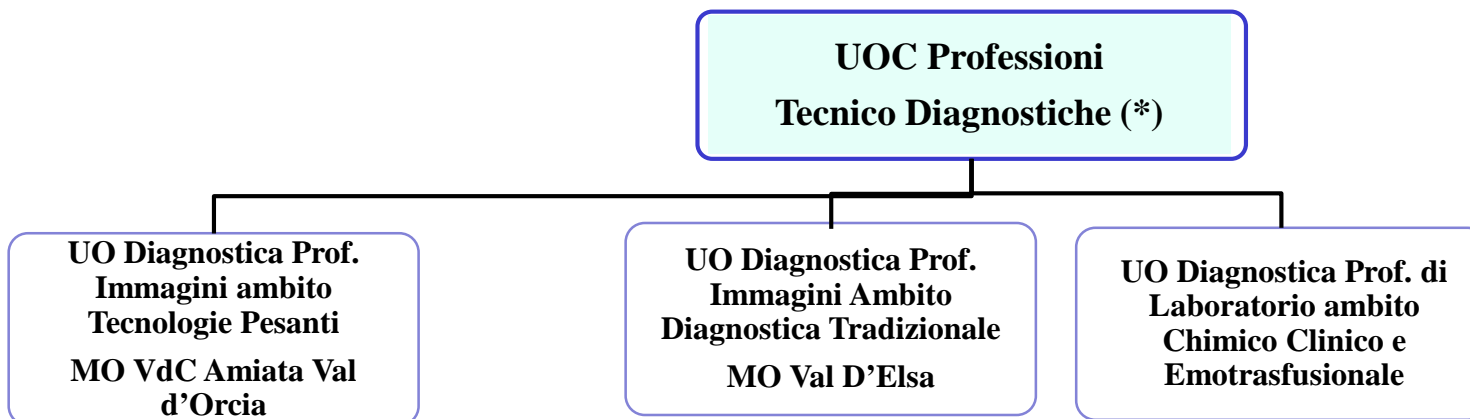 UOC Professioni
Tecnico Diagnostiche (*)
UO Diagnostica Prof.
Immagini ambito
Tecnologie Pesanti
MO VdC Amiata Val
d’Orcia
UO Diagnostica Prof.
Immagini Ambito
Diagnostica Tradizionale
MO Val D’Elsa
UO Diagnostica Prof. di
Laboratorio ambito
Chimico Clinico e
Emotrasfusionale